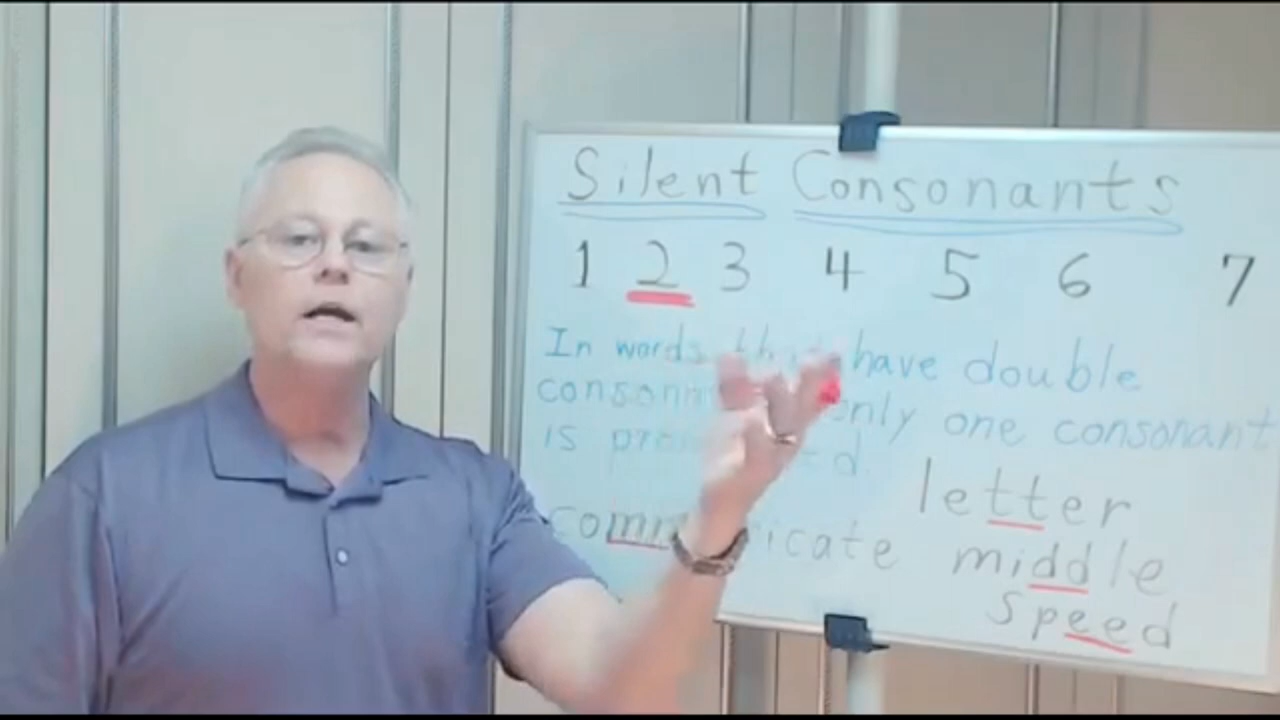 Silent Consonants
1 2 3 4 5 6 7
In words have double
only one consonant
is
letter
middle
speed